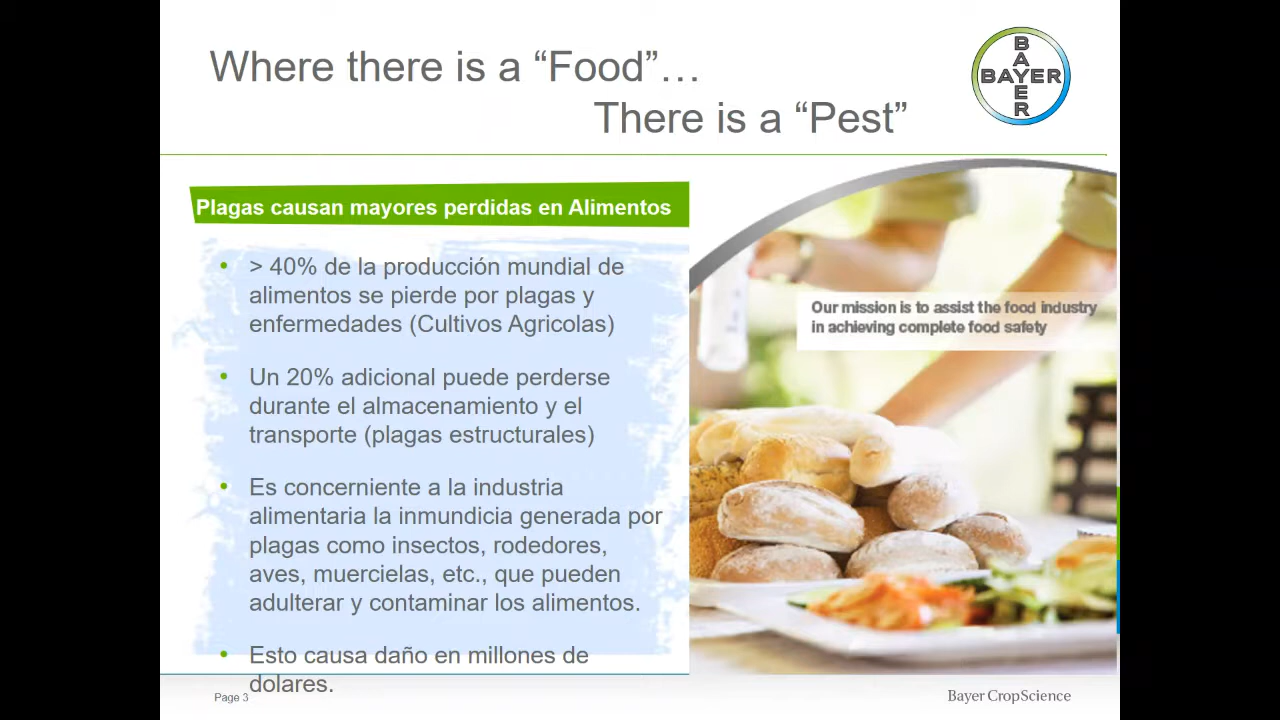 Where there is a “Food”…
There is a “Pest”
BAYER
BAYER
Plagas causan mayores perdidas en Alimentos
• > 40% de la producción mundial de
alimentos se pierde por plagas y
enfermedades (Cultivos Agricolas)
• Un 20% adicional puede perderse
durante el almacenamiento y el
transporte (plagas estructurales)
• Es concerniente a la industria
alimentaria la inmundicia generada por
plagas como insectos, rodedores,
aves, muercielas, etc., que pueden
adulterar y contaminar los alimentos.
• Esto causa daño en millones de
dolares.
Our mission is to assist the food industry
in achieving complete food safety
Page 3
Bayer CropScience